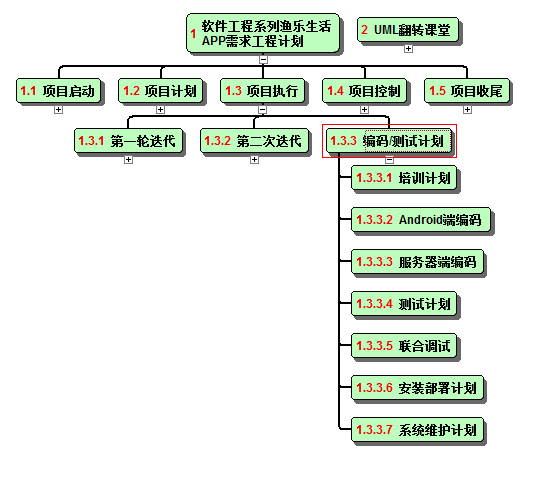 1 软件工程系列渔乐生活
APP需求工程计划
2 UML翻转课堂
1.1 项目启动
1.2 项目计划
1.3 项目执行
1.4 项目控制
1.5 项目收尾
1.3.1 第一轮迭代
1.3.2 第二次迭代
1.3.3 编码/测试计划
1.3.3.1 培训计划
1.3.3.2 Android端编码
1.3.3.3 服务器端编码
1.3.3.4 测试计划
1.3.3.5 联合调试
1.3.3.6 安装部署计划
1.3.3.7 系统维护计划